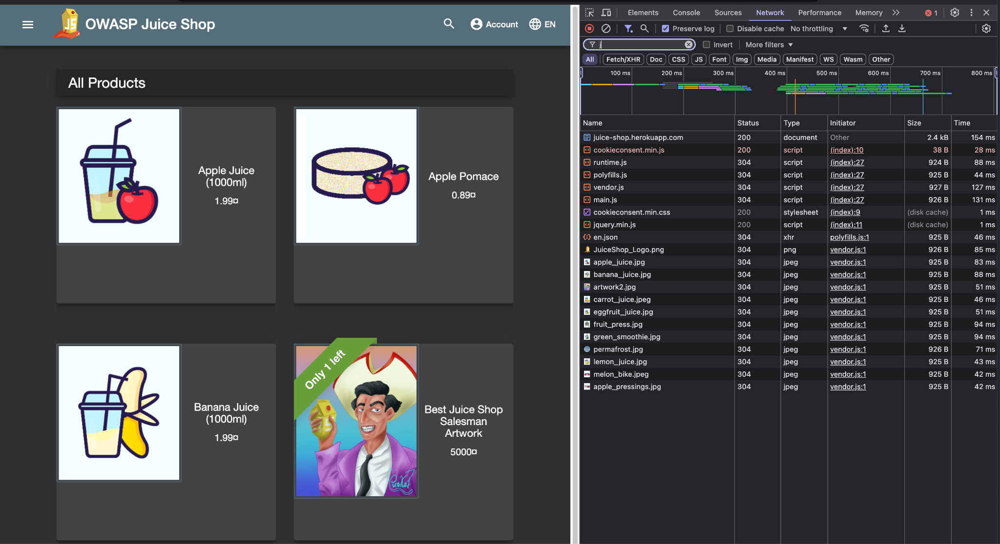 JS
OWASP Juice Shop
Account
EN
All Products
Apple Juice
(1000ml)
1.99¤
Apple Pomace
0.89¤
Banana Juice
(1000ml)
1.99¤
Only 1 left
Best Juice Shop
Salesman
Artwork
5000¤
Elements Console Sources Network Performance Memory 1
Preserve log Disable cache No throttling
j Invert More filters
All Fetch/XHR Doc CSS JS Font Img Media Manifest WS Wasm Other
100 ms 200 ms 300 ms 400 ms 500 ms 600 ms 700 ms 800 ms
Name Status Type Initiator Size Time
juice-shop.herokuapp.com 200 document Other 2.4 kB 154 ms
cookieconsent.min.js 200 script (index):10 38 B 28 ms
runtime.js 304 script (index):27 924 B 88 ms
polyfills.js 304 script (index):27 925 B 44 ms
vendor.js 304 script (index):27 927 B 127 ms
main.js 304 script (index):27 926 B 131 ms
cookieconsent.min.css 200 stylesheet (index):9 (disk cache) 1 ms
jquery.min.js 200 script (index):11 (disk cache) 1 ms
en.json 304 xhr polyfills.js:1 925 B 46 ms
JuiceShop_Logo.png 304 png vendor.js:1 926 B 85 ms
apple_juice.jpg 304 jpeg vendor.js:1 925 B 83 ms
banana_juice.jpg 304 jpeg vendor.js:1 925 B 88 ms
artwork2.jpg 304 jpeg vendor.js:1 925 B 51 ms
carrot_juice.jpeg 304 jpeg vendor.js:1 925 B 46 ms
eggfruit_juice.jpg 304 jpeg vendor.js:1 925 B 51 ms
fruit_press.jpg 304 jpeg vendor.js:1 925 B 94 ms
green_smoothie.jpg 304 jpeg vendor.js:1 925 B 94 ms
permafrost.jpg 304 jpeg vendor.js:1 926 B 71 ms
lemon_juice.jpg 304 jpeg vendor.js:1 925 B 43 ms
melon_bike.jpeg 304 jpeg vendor.js:1 925 B 42 ms
apple_pressings.jpg 304 jpeg vendor.js:1 925 B 42 ms